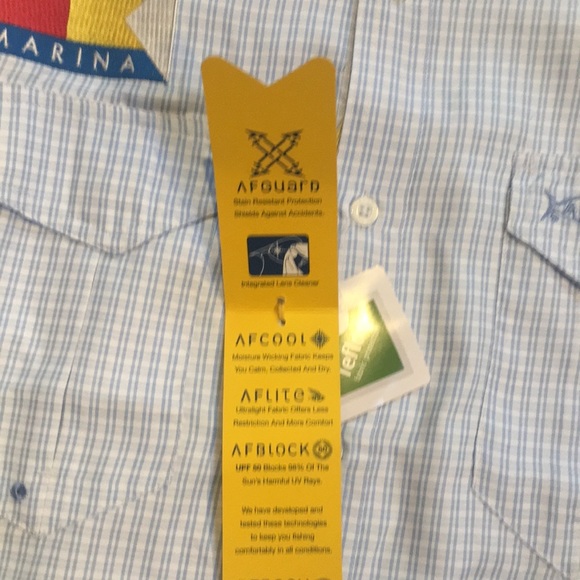 MARINA
AFGUARD
Stain Resistant Protection
Shields Against Accidents.
Integrated Lens Cleaner
AFCOOL
Moisture Wicking Fabric Keeps
You Calm, Collected And Dry.
AFLITE
Ultralight Fabric Offers Less
Restriction And More Comfort
AFBLOCK
UPF 50 Blocks 98% Of The
Sun's Harmful UV Rays.
We have developed and
tested these technologies
to keep you fishing
comfortably in all conditions.